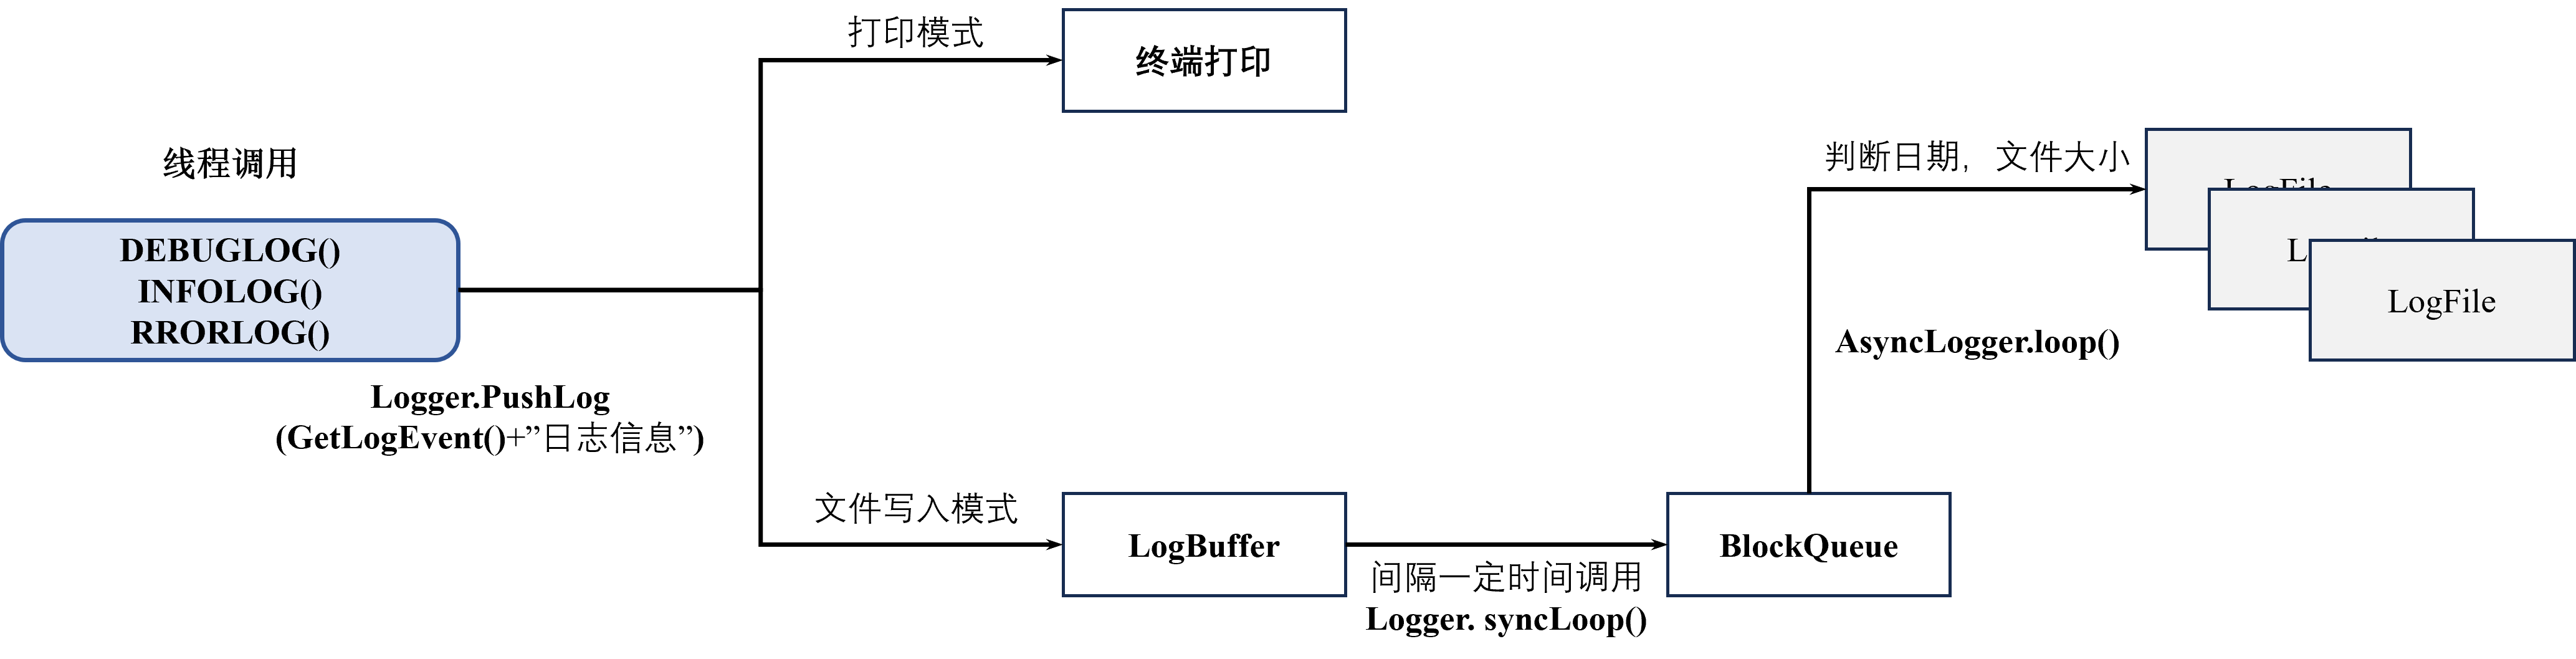 打印模式
终端打印
线程调用
DEBUGLOG()
INFOLOG()
RRORLOG()
Logger.PushLog
(GetLogEvent()+”日志信息”)
文件写入模式
LogBuffer
间隔一定时间调用
Logger. syncLoop()
BlockQueue
AsyncLogger.loop()
判断日期，文件大小
LogFile
LogFile